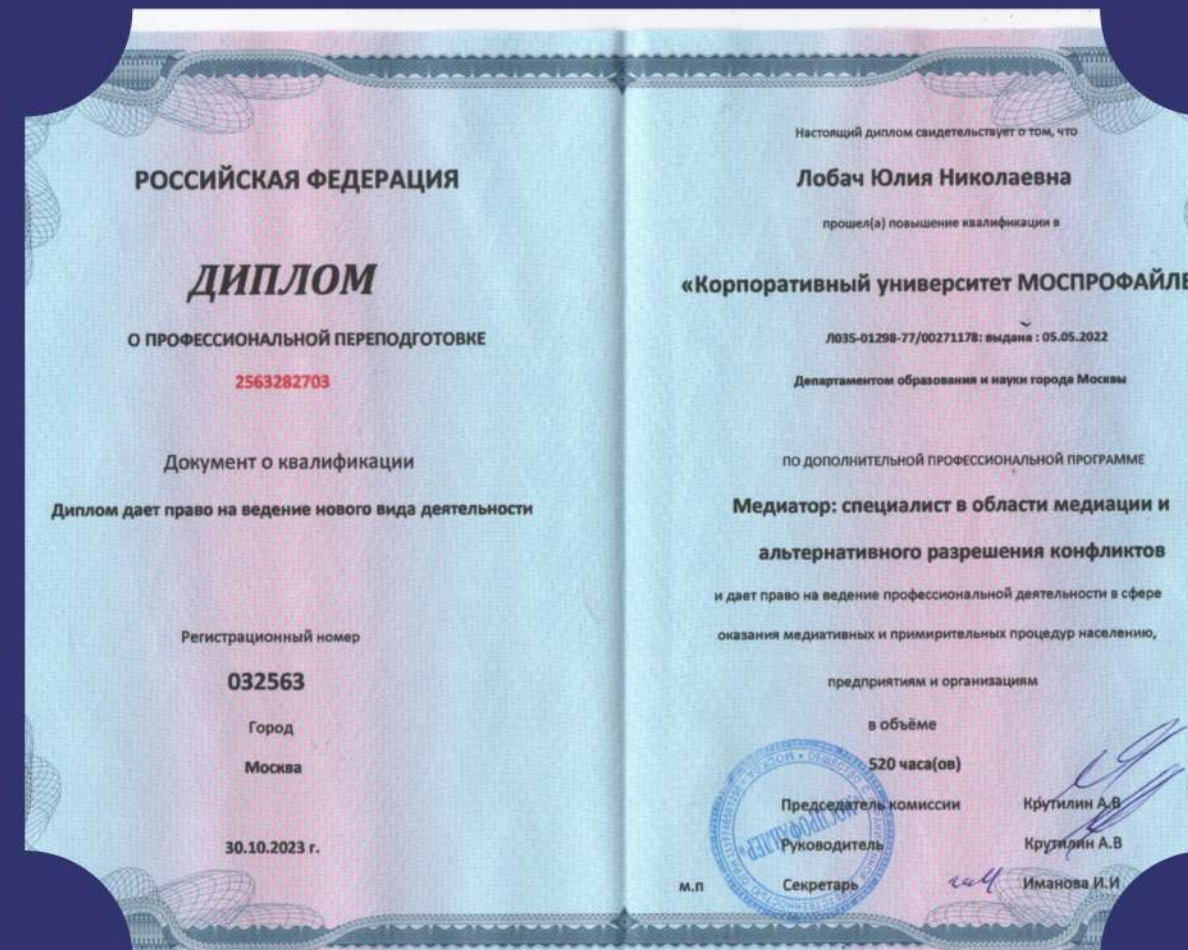 РОССИЙСКАЯ ФЕДЕРАЦИЯ
ДИПЛОМ
О ПРОФЕССИОНАЛЬНОЙ ПЕРЕПОДГОТОВКЕ
2563282703
Документ о квалификации
Диплом дает право на ведение нового вида деятельности
Регистрационный номер
032563
Город
Москва
30.10.2023 г.
Настоящий диплом свидетельствует о том, что
Лобач Юлия Николаевна
прошел(а) повышение квалификации в
«Корпоративный университет МОСПРОФАЙЛЕ
Л035-01298-77/00271178: выдана : 05.05.2022
Департаментом образования и науки города Москвы
ПО ДОПОЛНИТЕЛЬНОЙ ПРОФЕССИОНАЛЬНОЙ ПРОГРАММЕ
Медиатор: специалист в области медиации и
альтернативного разрешения конфликтов
и дает право на ведение профессиональной деятельности в сфере
оказания медиативных и примирительных процедур населению,
предприятиям и организациям
в объёме
520 часа(ов)
Председатель комиссии Крутилин А.В
Руководитель Крутилин А.В
м.п Секретарь Иманова И.И
МОСПРОФАЙЛЕР